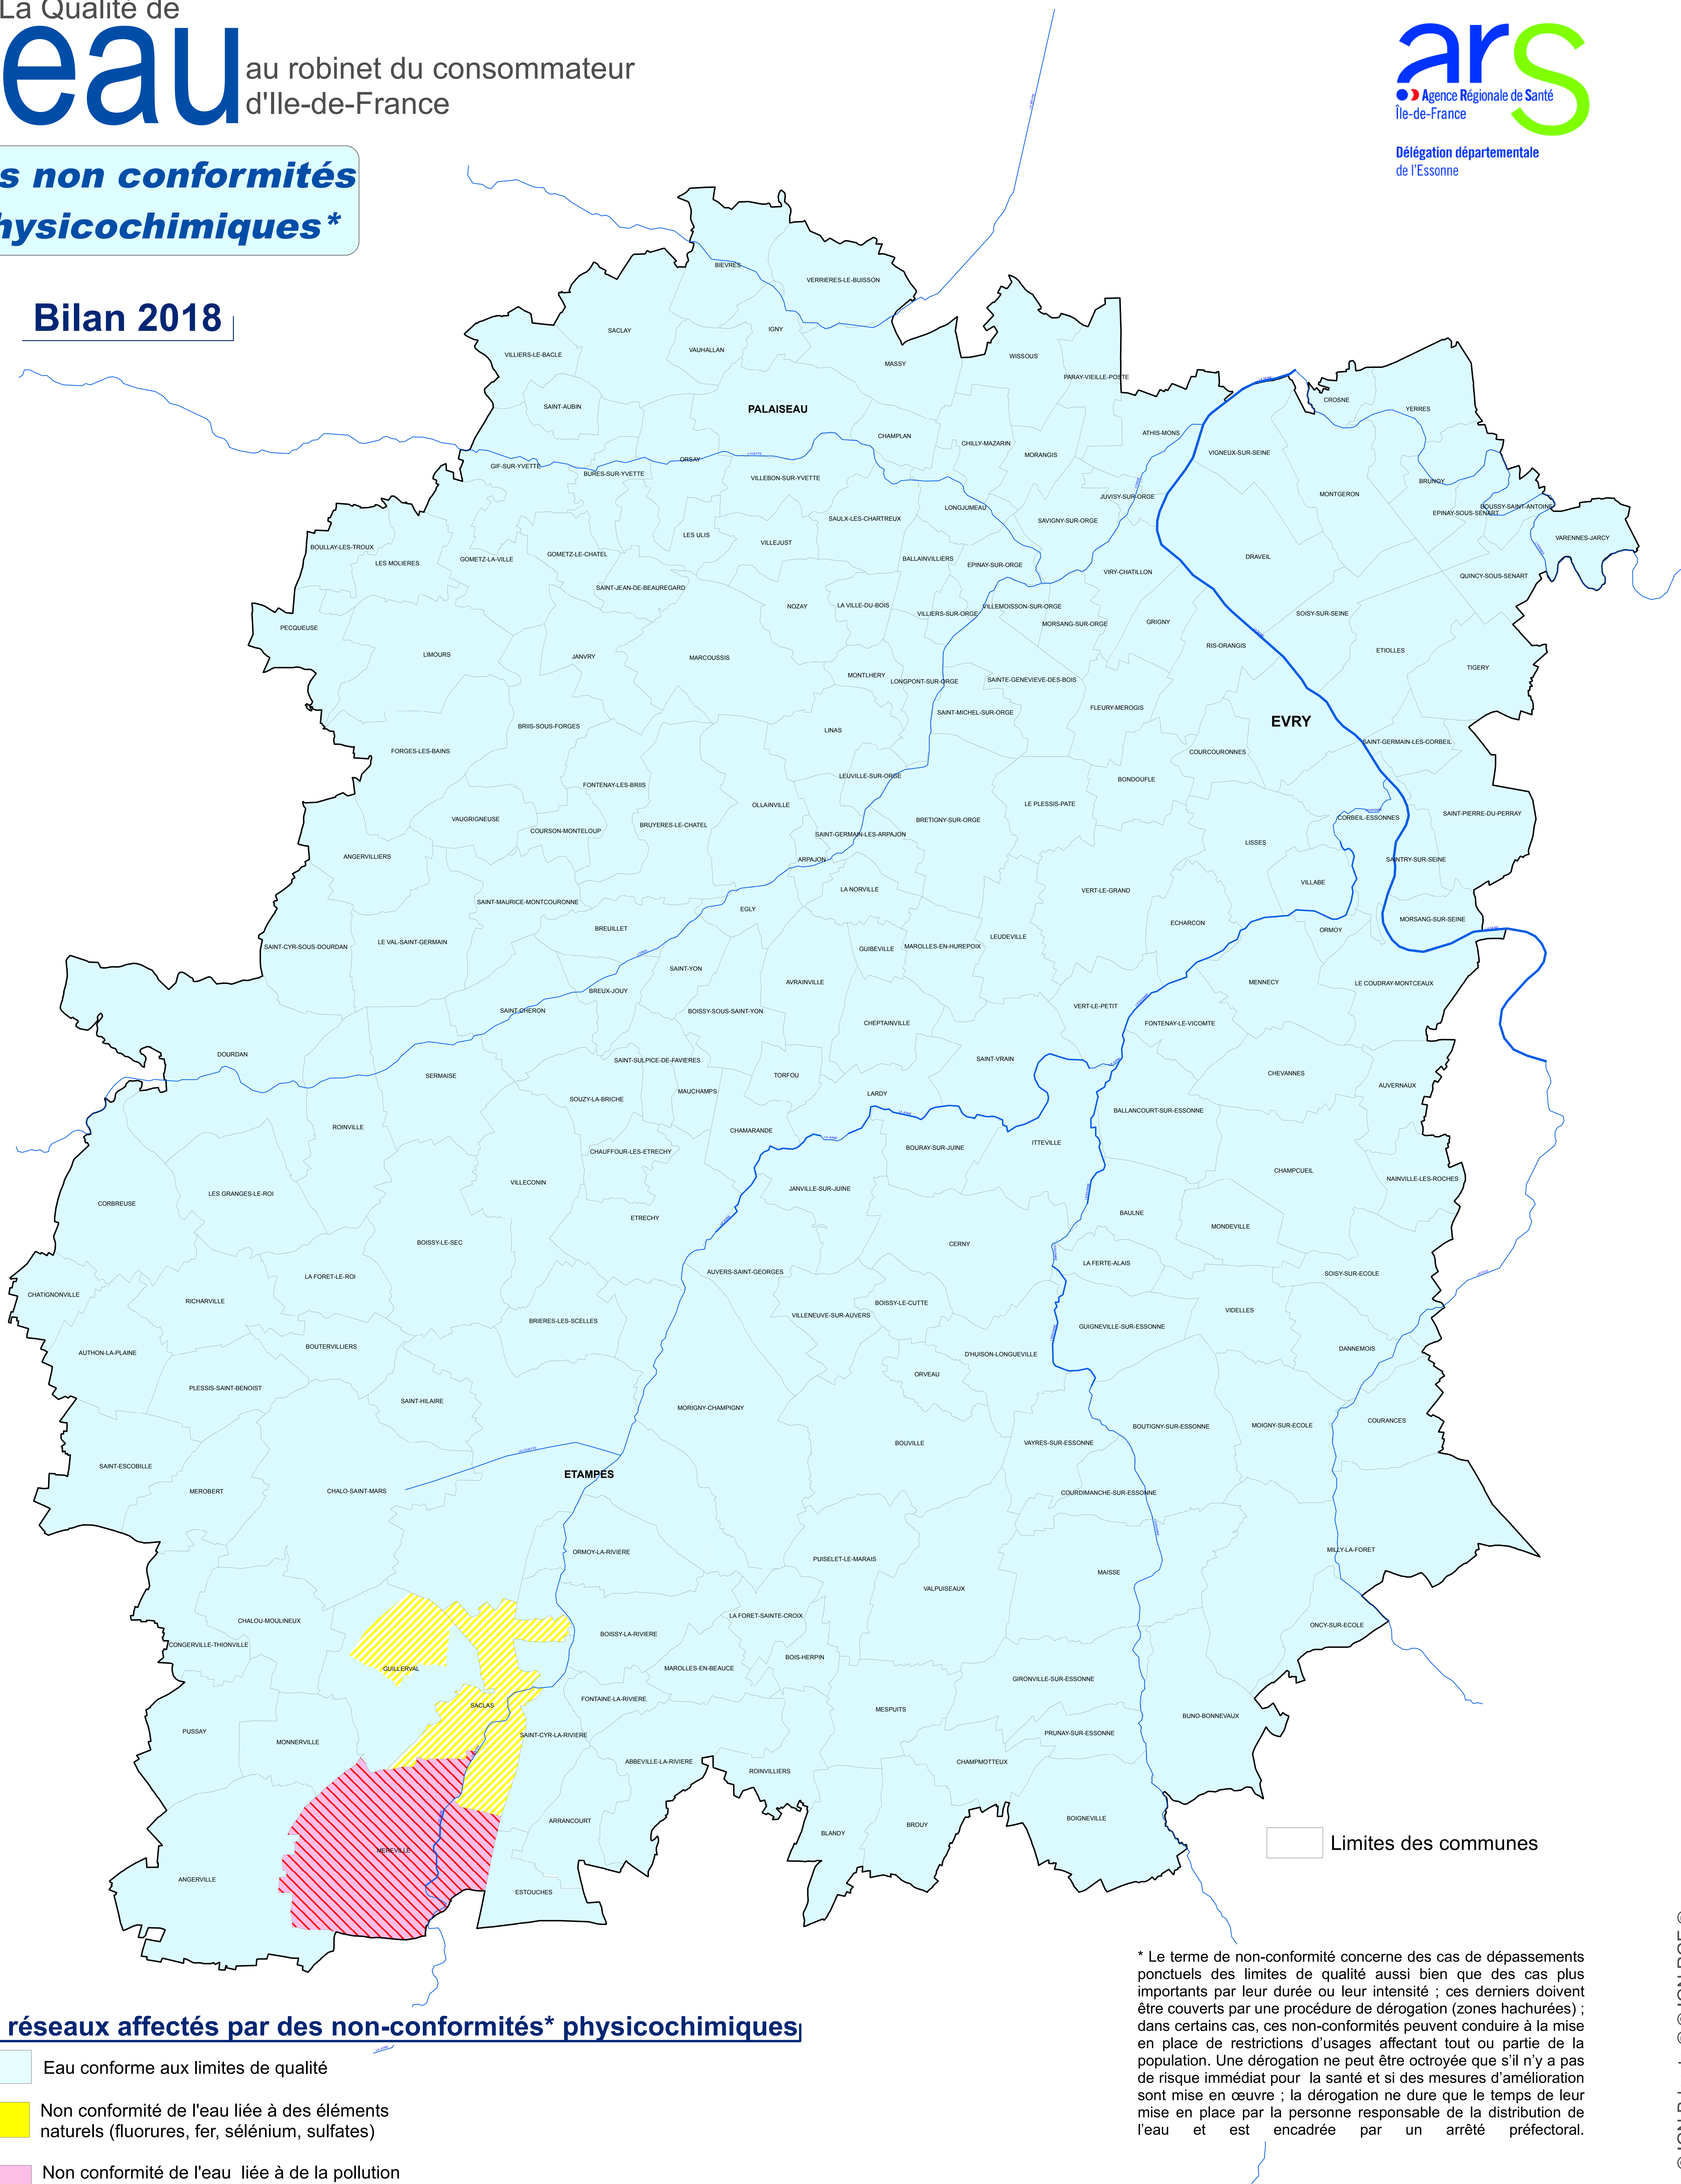 La Qualité de
eau
au robinet du consommateur
d'Ile-de-France
ars
Agence Régionale de Santé
Île-de-France
Délégation départementale
de l'Essonne
s non conformités
hysicochimiques*
Bilan 2018
BIEVRES
VERRIERES-LE-BUISSON
SACLAY
IGNY
VAUHALLAN
VILLIERS-LE-BACLE
MASSY
WISSOUS
PARAY-VIEILLE-POSTE
SAINT-AUBIN
PALAISEAU
CROSNE
YERRES
CHAMPLAN
CHILLY-MAZARIN
ATHIS-MONS
MORANGIS
VIGNEUX-SUR-SEINE
ORSAY
GIF-SUR-YVETTE
BURES-SUR-YVETTE
VILLEBON-SUR-YVETTE
BRUNOY
MONTGERON
JUVISY-SUR-ORGE
LONGJUMEAU
BOUSSY-SAINT-ANTOINE
EPINAY-SOUS-SENART
SAULX-LES-CHARTREUX
SAVIGNY-SUR-ORGE
LES ULIS
VILLEJUST
VARENNES-JARCY
BOULLAY-LES-TROUX
GOMETZ-LE-CHATEL
GOMETZ-LA-VILLE
LES MOLIERES
BALLAINVILLIERS
EPINAY-SUR-ORGE
DRAVEIL
VIRY-CHATILLON
QUINCY-SOUS-SENART
SAINT-JEAN-DE-BEAUREGARD
NOZAY
LA VILLE-DU-BOIS
VILLEMOISSON-SUR-ORGE
VILLIERS-SUR-ORGE
SOISY-SUR-SEINE
MORSANG-SUR-ORGE
GRIGNY
PECQUEUSE
RIS-ORANGIS
ETIOLLES
LIMOURS
JANVRY
MARCOUSSIS
TIGERY
MONTLHERY
LONGPONT-SUR-ORGE
SAINTE-GENEVIEVE-DES-BOIS
FLEURY-MEROGIS
SAINT-MICHEL-SUR-ORGE
EVRY
BRIIS-SOUS-FORGES
LINAS
SAINT-GERMAIN-LES-CORBEIL
FORGES-LES-BAINS
COURCOURONNES
LEUVILLE-SUR-ORGE
BONDOUFLE
FONTENAY-LES-BRIIS
OLLAINVILLE
LE PLESSIS-PATE
SAINT-PIERRE-DU-PERRAY
CORBEIL-ESSONNES
VAUGRIGNEUSE
BRETIGNY-SUR-ORGE
COURSON-MONTELOUP
BRUYERES-LE-CHATEL
SAINT-GERMAIN-LES-ARPAJON
LISSES
ANGERVILLIERS
ARPAJON
SAINTRY-SUR-SEINE
VILLABE
LA NORVILLE
VERT-LE-GRAND
SAINT-MAURICE-MONTCOURONNE
EGLY
MORSANG-SUR-SEINE
ECHARCON
BREUILLET
ORMOY
LEUDEVILLE
SAINT-CYR-SOUS-DOURDAN
LE VAL-SAINT-GERMAIN
GUIBEVILLE
MAROLLES-EN-HUREPOIX
SAINT-YON
AVRAINVILLE
MENNECY
LE COUDRAY-MONTCEAUX
BREUX-JOUY
VERT-LE-PETIT
SAINT-CHERON
BOISSY-SOUS-SAINT-YON
CHEPTAINVILLE
FONTENAY-LE-VICOMTE
DOURDAN
SAINT-SULPICE-DE-FAVIERES
SAINT-VRAIN
SERMAISE
TORFOU
CHEVANNES
AUVERNAUX
MAUCHAMPS
LARDY
SOUZY-LA-BRICHE
BALLANCOURT-SUR-ESSONNE
ROINVILLE
CHAMARANDE
ITTEVILLE
BOURAY-SUR-JUINE
CHAUFFOUR-LES-ETRECHY
CHAMPCUEIL
NAINVILLE-LES-ROCHES
VILLECONIN
JANVILLE-SUR-JUINE
LES GRANGES-LE-ROI
CORBREUSE
BAULNE
ETRECHY
MONDEVILLE
BOISSY-LE-SEC
CERNY
LA FERTE-ALAIS
AUVERS-SAINT-GEORGES
SOISY-SUR-ECOLE
LA FORET-LE-ROI
CHATIGNONVILLE
RICHARVILLE
BOISSY-LE-CUTTE
VIDELLES
VILLENEUVE-SUR-AUVERS
BRIERES-LES-SCELLES
GUIGNEVILLE-SUR-ESSONNE
BOUTERVILLIERS
DANNEMOIS
AUTHON-LA-PLAINE
D'HUISON-LONGUEVILLE
ORVEAU
PLESSIS-SAINT-BENOIST
SAINT-HILAIRE
MORIGNY-CHAMPIGNY
COURANCES
BOUTIGNY-SUR-ESSONNE
MOIGNY-SUR-ECOLE
BOUVILLE
VAYRES-SUR-ESSONNE
SAINT-ESCOBILLE
ETAMPES
MEROBERT
CHALO-SAINT-MARS
COURDIMANCHE-SUR-ESSONNE
ORMOY-LA-RIVIERE
MILLY-LA-FORET
PUISELET-LE-MARAIS
MAISSE
VALPUISEAUX
LA FORET-SAINTE-CROIX
CHALOU-MOULINEUX
ONCY-SUR-ECOLE
BOISSY-LA-RIVIERE
CONGERVILLE-THIONVILLE
BOIS-HERPIN
GUILLERVAL
MAROLLES-EN-BEAUCE
GIRONVILLE-SUR-ESSONNE
FONTAINE-LA-RIVIERE
SACLAS
MESPUITS
BUNO-BONNEVAUX
PUSSAY
SAINT-CYR-LA-RIVIERE
PRUNAY-SUR-ESSONNE
MONNERVILLE
ABBEVILLE-LA-RIVIERE
CHAMPMOTTEUX
ROINVILLIERS
ARRANCOURT
BOIGNEVILLE
BROUY
BLANDY
MEREVILLE
ANGERVILLE
ESTOUCHES
Limites des communes
* Le terme de non-conformité concerne des cas de dépassements
ponctuels des limites de qualité aussi bien que des cas plus
importants par leur durée ou leur intensité ; ces derniers doivent
être couverts par une procédure de dérogation (zones hachurées) ;
dans certains cas, ces non-conformités peuvent conduire à la mise
en place de restrictions d'usages affectant tout ou partie de la
population. Une dérogation ne peut être octroyée que s'il n'y a pas
de risque immédiat pour la santé et si des mesures d'amélioration
sont mise en œuvre ; la dérogation ne dure que le temps de leur
mise en place par la personne responsable de la distribution de
l'eau et est encadrée par un arrêté préfectoral.
réseaux affectés par des non-conformités* physicochimiques
Eau conforme aux limites de qualité
Non conformité de l'eau liée à des éléments
naturels (fluorures, fer, sélénium, sulfates)
Non conformité de l'eau liée à de la pollution